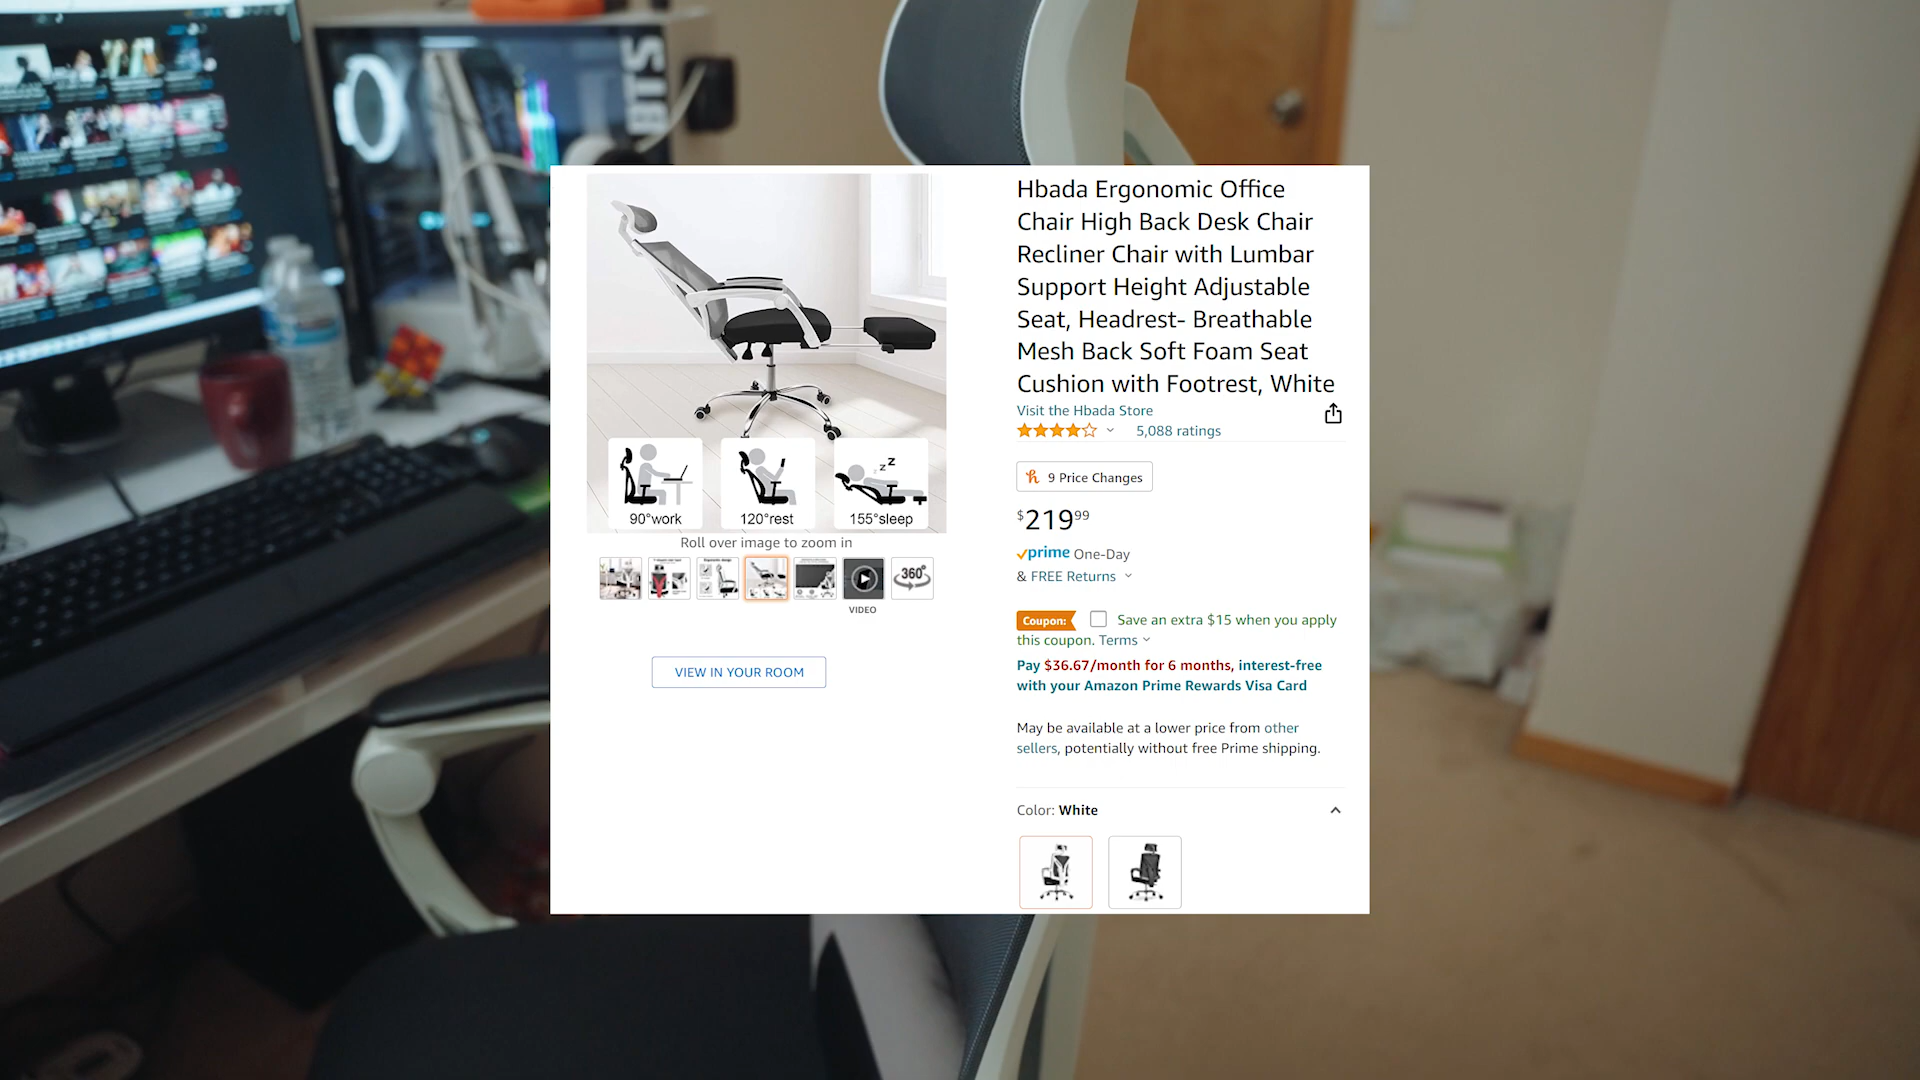 BTS
Hbada Ergonomic Office
Chair High Back Desk Chair
Recliner Chair with Lumbar
Support Height Adjustable
Seat, Headrest- Breathable
Mesh Back Soft Foam Seat
Cushion with Footrest, White
Visit the Hbada Store
5,088 ratings
9 Price Changes
$219.99
prime One-Day
& FREE Returns
Coupon: Save an extra $15 when you apply
this coupon. Terms
Pay $36.67/month for 6 months, interest-free
with your Amazon Prime Rewards Visa Card
May be available at a lower price from other
sellers, potentially without free Prime shipping.
Color: White
zzZ
90°work 120°rest 155°sleep
Roll over image to zoom in
360°
VIDEO
VIEW IN YOUR ROOM